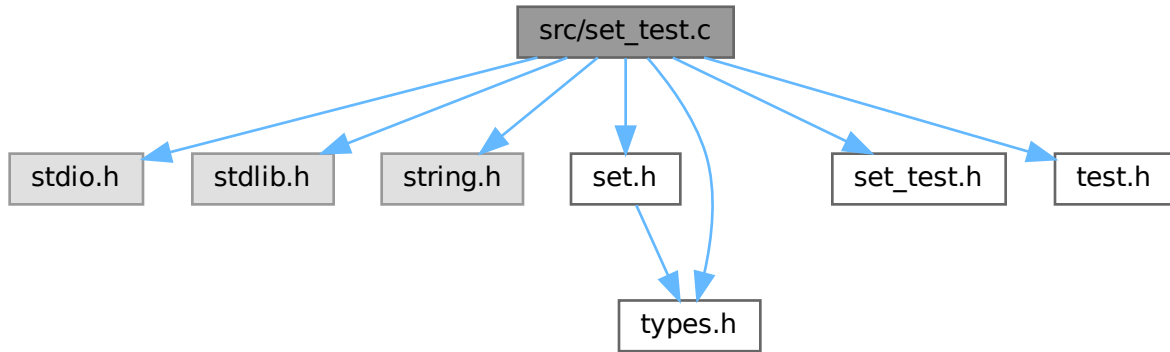 src/set_test.c
stdio.h
stdlib.h
string.h
set.h
set_test.h
test.h
types.h